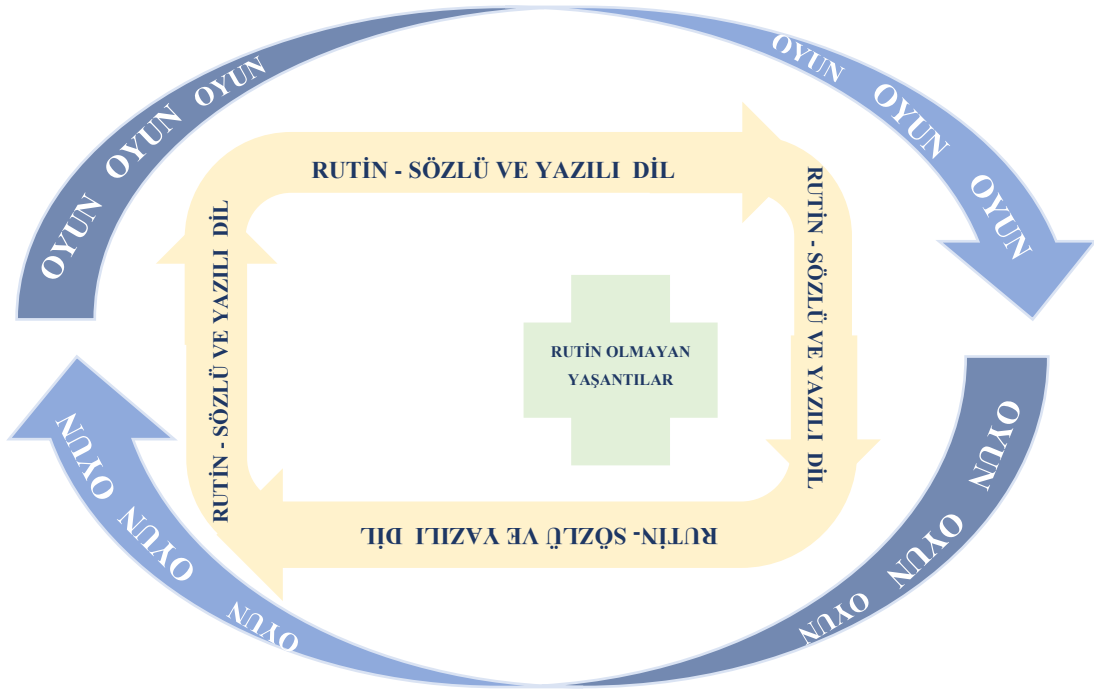 OYUN OYUN OYUN
OYUN OYUN OYUN
RUTİN - SÖZLÜ VE YAZILI DİL
RUTİN - SÖZLÜ VE YAZILI DİL
RUTİN - SÖZLÜ VE YAZILI DİL
RUTİN OLMAYAN
YAŞANTILAR
RUTİN- SÖZLÜ VE YAZILI DİL
OYUN OYUN OYUN
OYUN OYUN OYUN OYUN